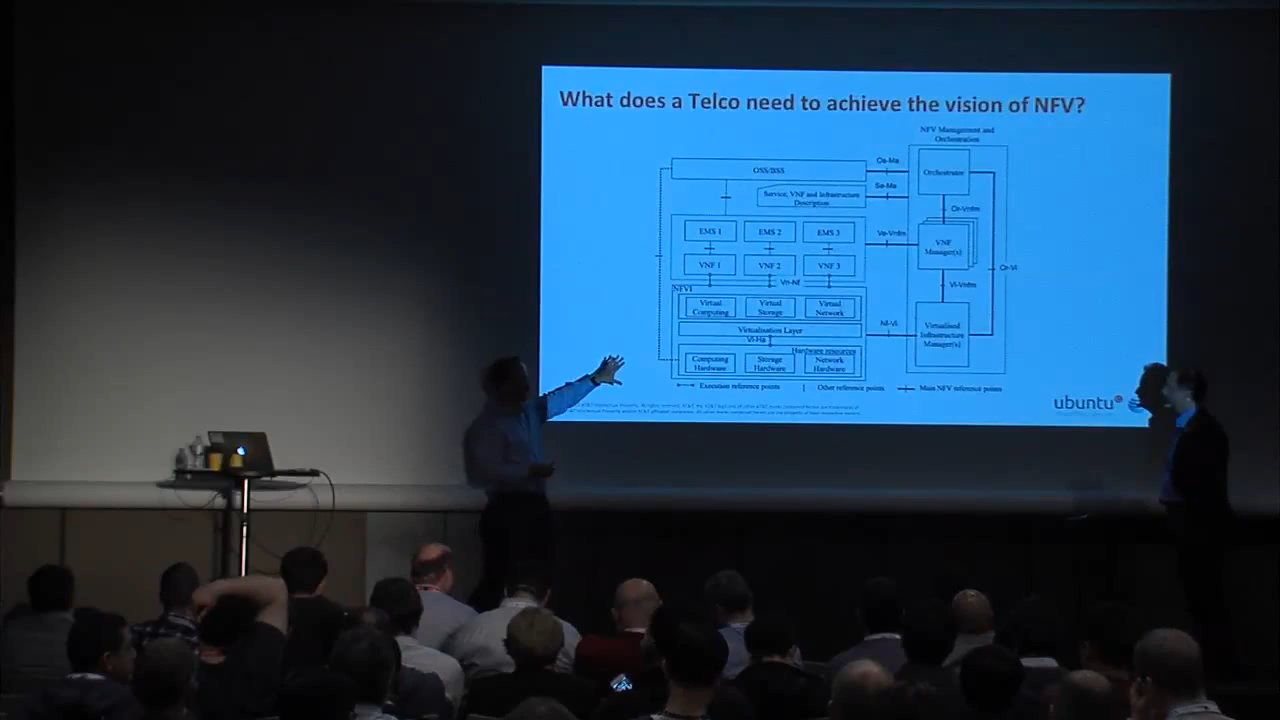 What does a Telco need to achieve the vision of NFV?
NFV Management and
Orchestration
OSS/BSS
Os-Ma
Orchestrator
Service, VNF and Infrastructure
Description
Se-Ma
Or-Vnfm
EMS 1
EMS 2
EMS 3
Ve-Vnfm
VNF
Manager(s)
VNF 1
VNF 2
VNF 3
Or-Vi
Vn-Nf
Vi-Vnfm
NFVI
Virtual
Computing
Virtual
Storage
Virtual
Network
Virtualisation Layer
Nf-Vi
Virtualised
Infrastructure
Manager(s)
Vl-Ha
Hardware resources
Computing
Hardware
Storage
Hardware
Network
Hardware
Execution reference points
Other reference points
Main NFV reference points
ubuntu